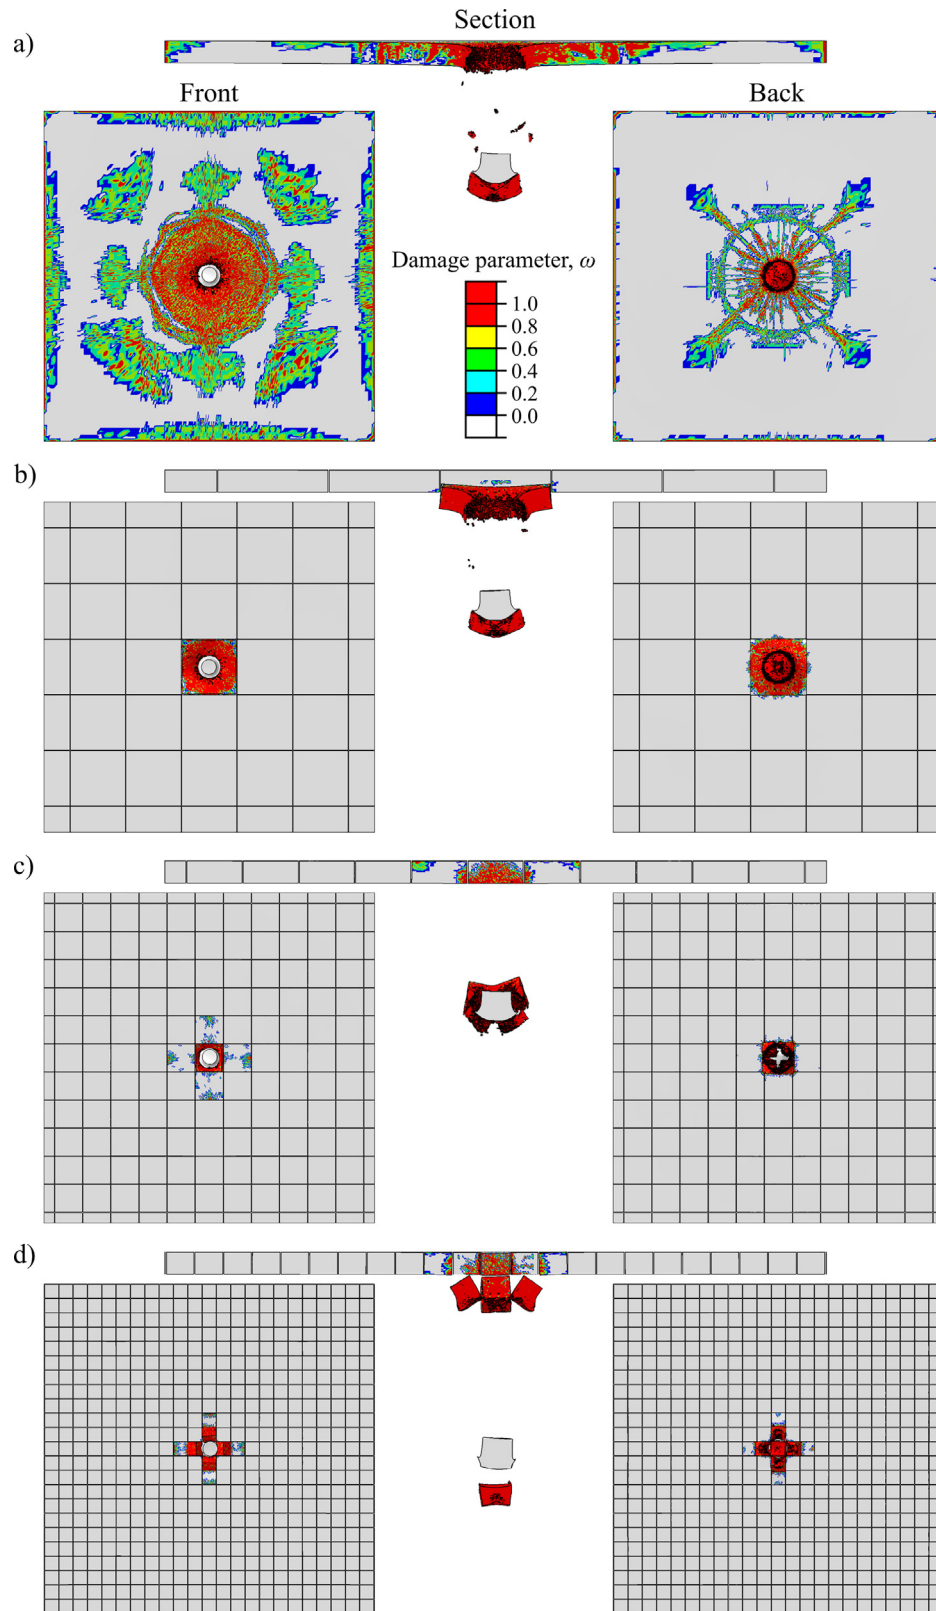 Section
a)
Front
Back
Damage parameter, ω
1.0
0.8
0.6
0.4
0.2
0.0
b)
c)
d)